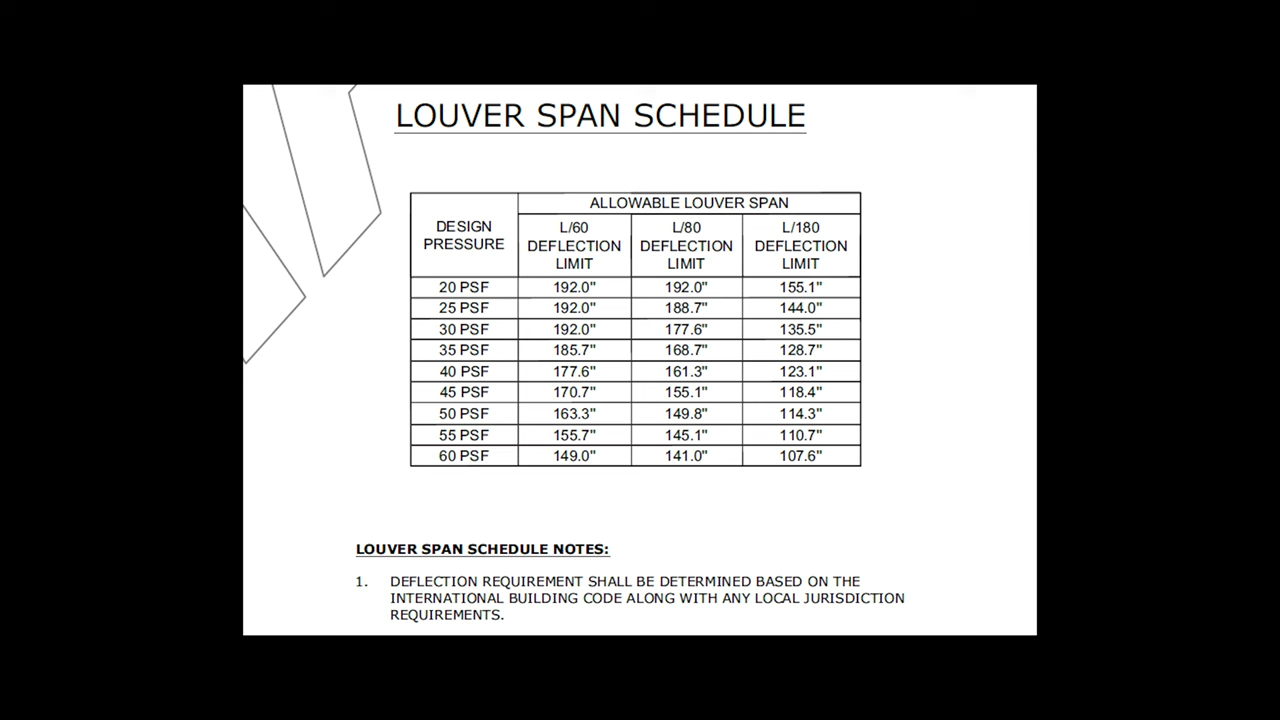 LOUVER SPAN SCHEDULE
DESIGN PRESSURE
ALLOWABLE LOUVER SPAN
L/60 DEFLECTION LIMIT
L/80 DEFLECTION LIMIT
L/180 DEFLECTION LIMIT
20 PSF 192.0" 192.0" 155.1"
25 PSF 192.0" 188.7" 144.0"
30 PSF 192.0" 177.6" 135.5"
35 PSF 185.7" 168.7" 128.7"
40 PSF 177.6" 161.3" 123.1"
45 PSF 170.7" 155.1" 118.4"
50 PSF 163.3" 149.8" 114.3"
55 PSF 155.7" 145.1" 110.7"
60 PSF 149.0" 141.0" 107.6"
LOUVER SPAN SCHEDULE NOTES:
1. DEFLECTION REQUIREMENT SHALL BE DETERMINED BASED ON THE
INTERNATIONAL BUILDING CODE ALONG WITH ANY LOCAL JURISDICTION
REQUIREMENTS.